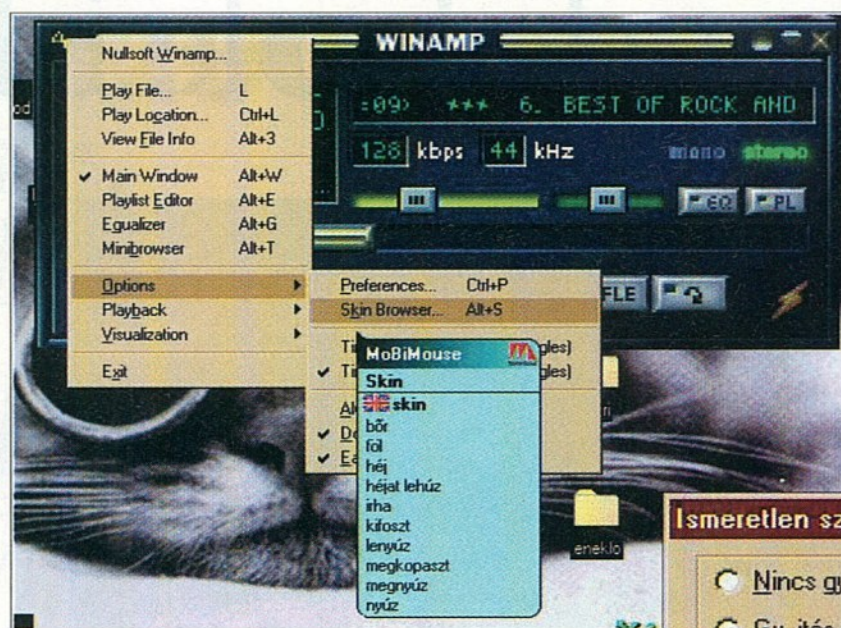 WINAMP
Nullsoft Winamp...
Play File... L
Play Location... Ctrl+L
View File Info Alt+3
Main Window Alt+W
Playlist Editor Alt+E
Equalizer Alt+G
Minibrowser Alt+T
Options
Playback
Visualization
Exit
:09) *** 6. BEST OF ROCK AND
128 kbps 44 kHz
mono stereo
EQ PL
Preferences... Ctrl+P
Skin Browser... Alt+S
MoBiMouse
Skin
skin
bőr
föl
héj
héjat lehúz
irha
kifoszt
lenyúz
megkopaszt
megnyúz
nyúz
eneklo
Ismeretlen sz
Nincs gy